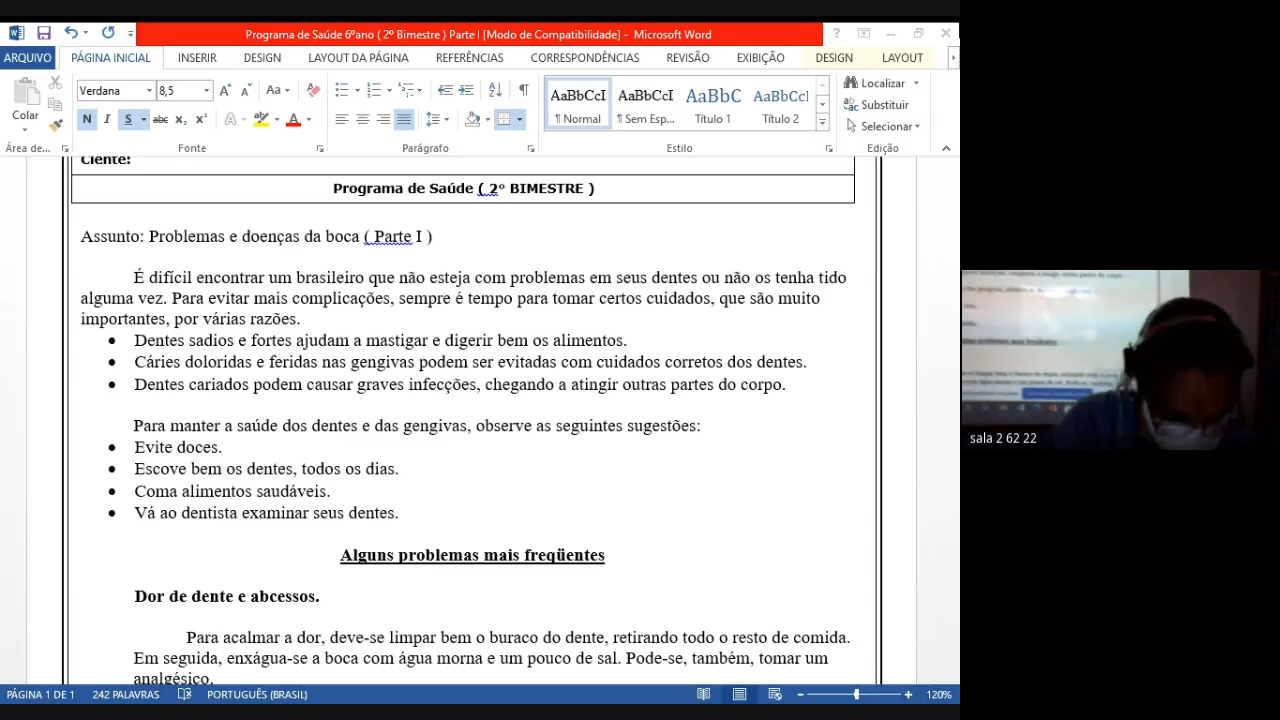 Programa de Saúde 6ºano ( 2º Bimestre ) Parte I [Modo de Compatibilidade] - Microsoft Word
ARQUIVO PÁGINA INICIAL INSERIR DESIGN LAYOUT DA PÁGINA REFERÊNCIAS CORRESPONDÊNCIAS REVISÃO EXIBIÇÃO DESIGN LAYOUT
Verdana 8,5 Aa
Colar
N I S abc x₂ x² A A
AaBbCcI AaBbCcI AaBbC AaBbCcI
¶ Normal ¶ Sem Esp... Título 1 Título 2
Localizar
Substituir
Selecionar
Área de... Fonte Parágrafo Estilo Edição
Ciente:
Programa de Saúde ( 2° BIMESTRE )
Assunto: Problemas e doenças da boca ( Parte I )
É difícil encontrar um brasileiro que não esteja com problemas em seus dentes ou não os tenha tido
alguma vez. Para evitar mais complicações, sempre é tempo para tomar certos cuidados, que são muito
importantes, por várias razões.
• Dentes sadios e fortes ajudam a mastigar e digerir bem os alimentos.
• Cáries doloridas e feridas nas gengivas podem ser evitadas com cuidados corretos dos dentes.
• Dentes cariados podem causar graves infecções, chegando a atingir outras partes do corpo.
Para manter a saúde dos dentes e das gengivas, observe as seguintes sugestões:
• Evite doces.
• Escove bem os dentes, todos os dias.
• Coma alimentos saudáveis.
• Vá ao dentista examinar seus dentes.
Alguns problemas mais freqüentes
Dor de dente e abcessos.
Para acalmar a dor, deve-se limpar bem o buraco do dente, retirando todo o resto de comida.
Em seguida, enxágua-se a boca com água morna e um pouco de sal. Pode-se, também, tomar um
analgésico.
PÁGINA 1 DE 1 242 PALAVRAS PORTUGUÊS (BRASIL) 120%
sala 2 62 22